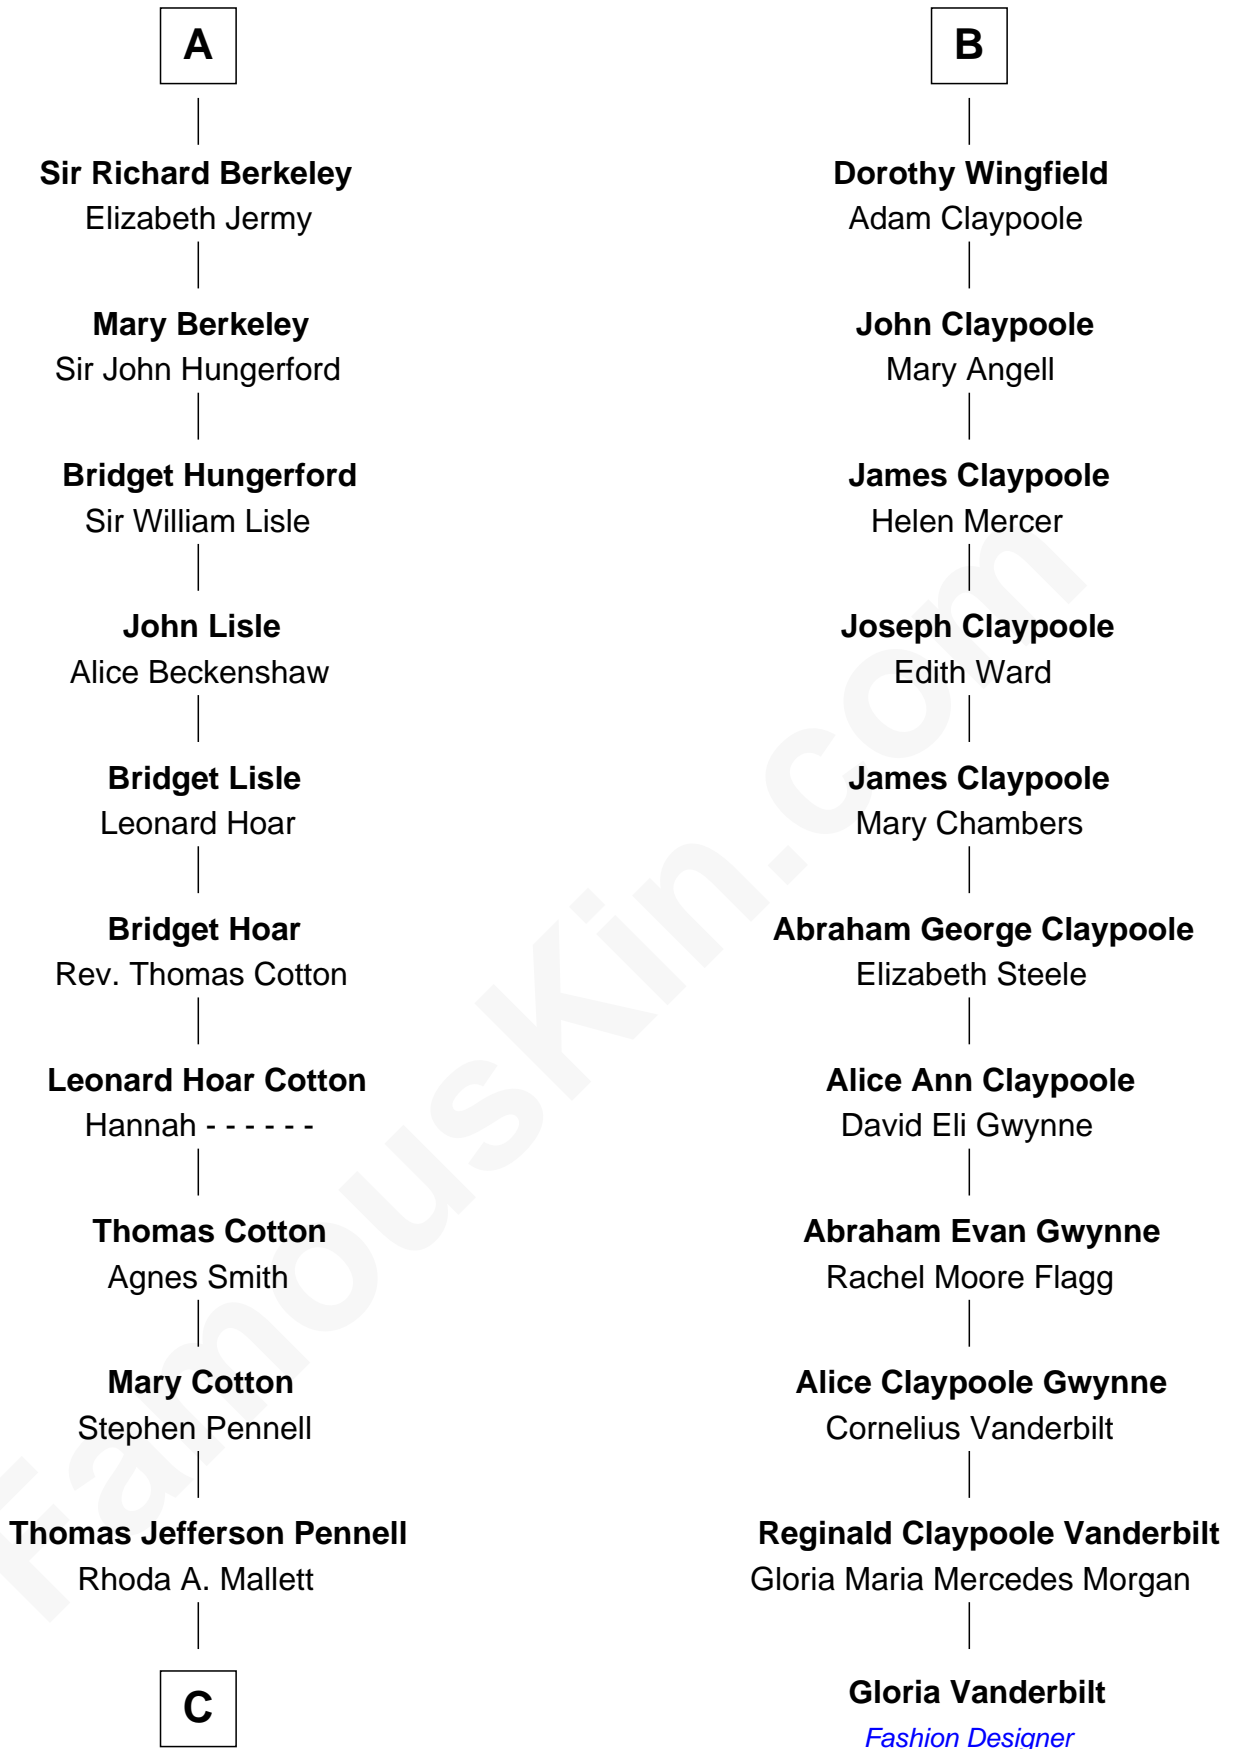 A
Sir Richard Berkeley
Elizabeth Jermy
Mary Berkeley
Sir John Hungerford
Bridget Hungerford
Sir William Lisle
John Lisle
Alice Beckenshaw
Bridget Lisle
Leonard Hoar
Bridget Hoar
Rev. Thomas Cotton
Leonard Hoar Cotton
Hannah - - - - - -
Thomas Cotton
Agnes Smith
Mary Cotton
Stephen Pennell
Thomas Jefferson Pennell
Rhoda A. Mallett
C
B
Dorothy Wingfield
Adam Claypoole
John Claypoole
Mary Angell
James Claypoole
Helen Mercer
Joseph Claypoole
Edith Ward
James Claypoole
Mary Chambers
Abraham George Claypoole
Elizabeth Steele
Alice Ann Claypoole
David Eli Gwynne
Abraham Evan Gwynne
Rachel Moore Flagg
Alice Claypoole Gwynne
Cornelius Vanderbilt
Reginald Claypoole Vanderbilt
Gloria Maria Mercedes Morgan
Gloria Vanderbilt
Fashion Designer
FamousKin.com